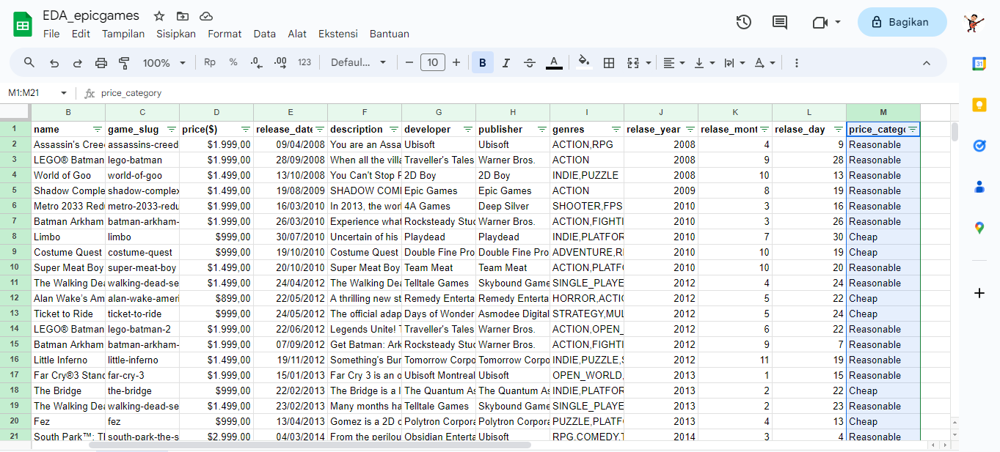 EDA_epicgames
File Edit Tampilan Sisipkan Format Data Alat Ekstensi Bantuan
Bagikan
100% Rp % .0 .00 123 Defaul... 10 B I S A
M1:M21 fx price_category
B C D E F G H I J K L M
1 name game_slug price($) release_date description developer publisher genres relase_year relase_mont relase_day price_catego
2 Assassin's Cree assassins-creed $1.999,00 09/04/2008 You are an Assa Ubisoft Ubisoft ACTION,RPG 2008 4 9 Reasonable
3 LEGO® Batman lego-batman $1.999,00 28/09/2008 When all the villa Traveller's Tales Warner Bros. ACTION 2008 9 28 Reasonable
4 World of Goo world-of-goo $1.499,00 13/10/2008 You Can't Stop P 2D Boy 2D Boy INDIE,PUZZLE 2008 10 13 Reasonable
5 Shadow Comple shadow-complex $1.499,00 19/08/2009 SHADOW COM Epic Games Epic Games ACTION 2009 8 19 Reasonable
6 Metro 2033 Redu metro-2033-redu $1.999,00 16/03/2010 In 2013, the worl 4A Games Deep Silver SHOOTER,FPS 2010 3 16 Reasonable
7 Batman Arkham batman-arkham- $1.999,00 26/03/2010 Experience what Rocksteady Stud Warner Bros. ACTION,FIGHTI 2010 3 26 Reasonable
8 Limbo limbo $999,00 30/07/2010 Uncertain of his Playdead Playdead INDIE,PLATFOR 2010 7 30 Cheap
9 Costume Quest costume-quest $999,00 19/10/2010 Costume Quest Double Fine Pro Double Fine Pro ADVENTURE,R 2010 10 19 Cheap
10 Super Meat Boy super-meat-boy $1.499,00 20/10/2010 Super Meat Boy Team Meat Team Meat ACTION,PLATF 2010 10 20 Reasonable
11 The Walking Dea walking-dead-se $1.499,00 24/04/2012 The Walking Dea Telltale Games Skybound Game SINGLE_PLAYE 2012 4 24 Reasonable
12 Alan Wake's Am alan-wake-ameri $899,00 22/05/2012 A thrilling new st Remedy Enterta Remedy Enterta HORROR,ACTIO 2012 5 22 Cheap
13 Ticket to Ride ticket-to-ride $999,00 24/05/2012 The official adap Days of Wonder Asmodee Digital STRATEGY,MUL 2012 5 24 Cheap
14 LEGO® Batman lego-batman-2 $1.999,00 22/06/2012 Legends Unite! T Traveller's Tales Warner Bros. ACTION,OPEN_ 2012 6 22 Reasonable
15 Batman Arkham batman-arkham- $1.999,00 07/09/2012 Get Batman: Ark Rocksteady Stud Warner Bros. ACTION,FIGHTI 2012 9 7 Reasonable
16 Little Inferno little-inferno $1.499,00 19/11/2012 Something's Bur Tomorrow Corpo Tomorrow Corpo INDIE,PUZZLE,S 2012 11 19 Reasonable
17 Far Cry®3 Stand far-cry-3 $1.999,00 15/01/2013 Far Cry 3 is an o Ubisoft Montreal Ubisoft OPEN_WORLD, 2013 1 15 Reasonable
18 The Bridge the-bridge $999,00 22/02/2013 The Bridge is a l The Quantum As The Quantum As INDIE,PLATFOR 2013 2 22 Cheap
19 The Walking Dea walking-dead-se $1.499,00 23/02/2013 Many months ha Telltale Games Skybound Game SINGLE_PLAYE 2013 2 23 Reasonable
20 Fez fez $999,00 13/04/2013 Gomez is a 2D c Polytron Corpora Polytron Corpora PUZZLE,PLATF 2013 4 13 Cheap
21 South Park™: Th south-park-the-s $2.999,00 04/03/2014 From the perilou Obsidian Enterta Ubisoft RPG,COMEDY,T 2014 3 4 Reasonable